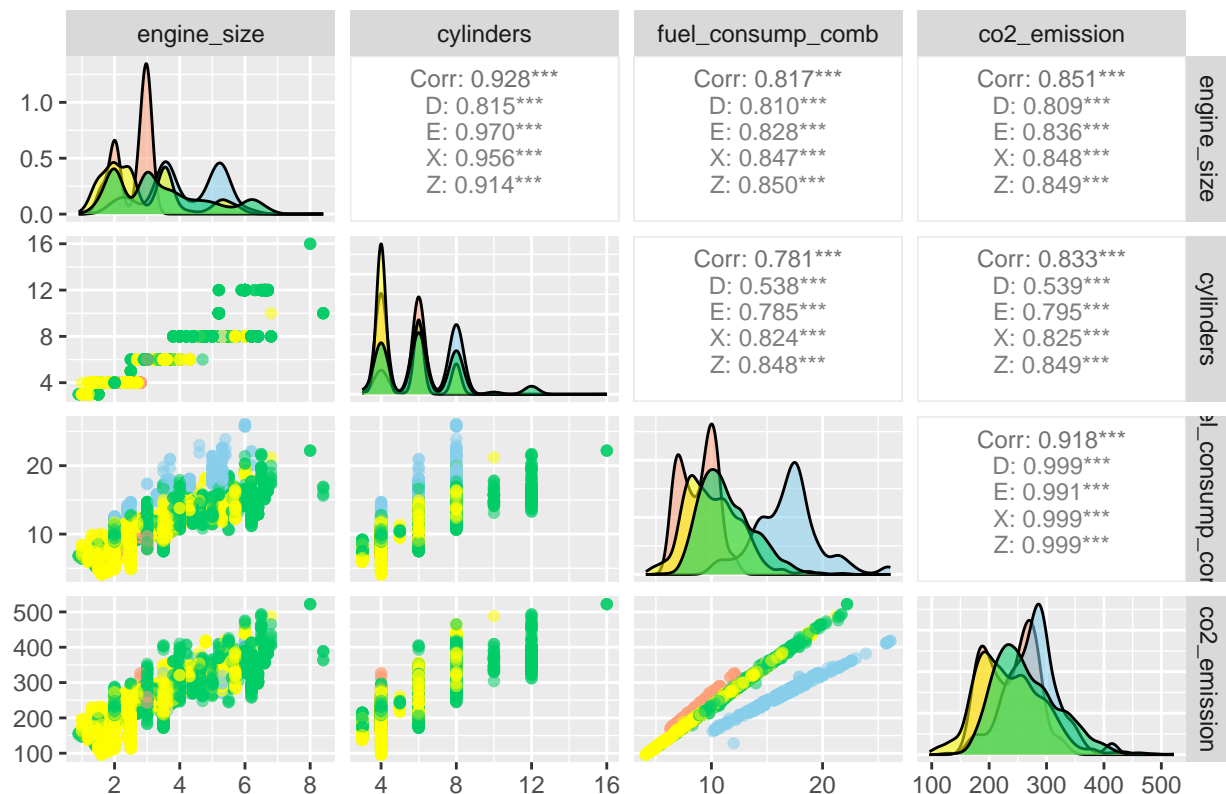 engine_size
cylinders
fuel_consump_comb
co2_emission
1.0
0.5
0.0
Corr: 0.928***
D: 0.815***
E: 0.970***
X: 0.956***
Z: 0.914***
Corr: 0.817***
D: 0.810***
E: 0.828***
X: 0.847***
Z: 0.850***
Corr: 0.851***
D: 0.809***
E: 0.836***
X: 0.848***
Z: 0.849***
engine_size
16
12
8
4
Corr: 0.781***
D: 0.538***
E: 0.785***
X: 0.824***
Z: 0.848***
Corr: 0.833***
D: 0.539***
E: 0.795***
X: 0.825***
Z: 0.849***
cylinders
20
10
Corr: 0.918***
D: 0.999***
E: 0.991***
X: 0.999***
Z: 0.999***
el_consump_con
500
400
300
200
100
co2_emission
2 4 6 8
4 8 12 16
10 20
100 200 300 400 500